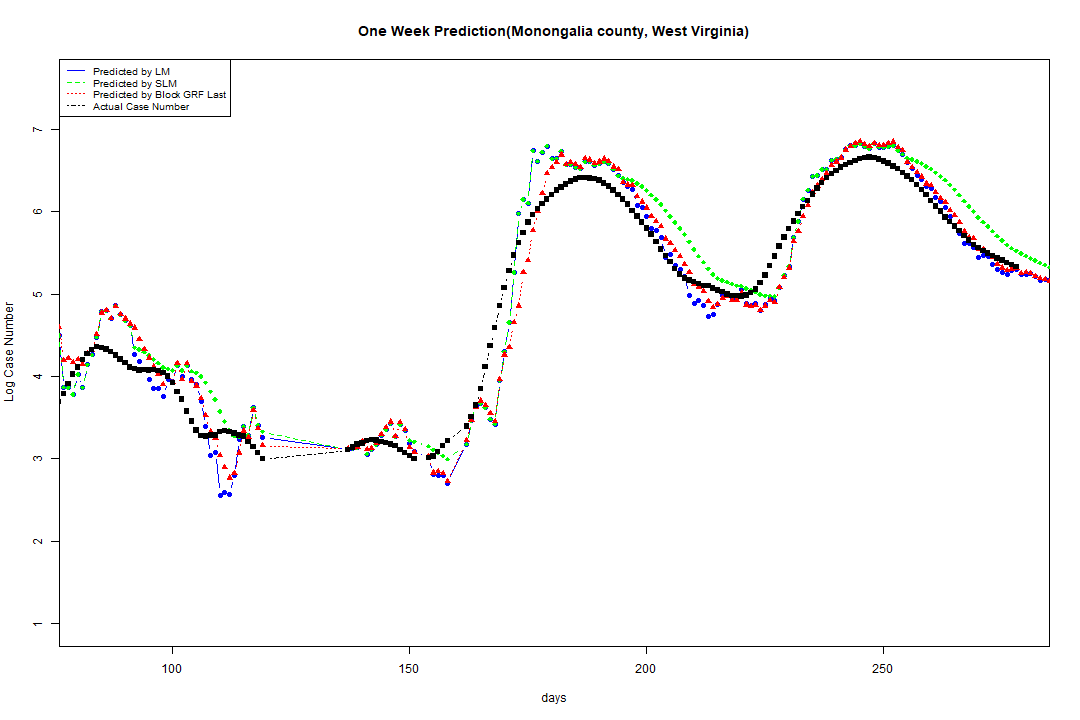 One Week Prediction(Monongalia county, West Virginia)
Predicted by LM
Predicted by SLM
Predicted by Block GRF Last
Actual Case Number
7
6
5
4
3
2
1
Log Case Number
100 150 200 250
days